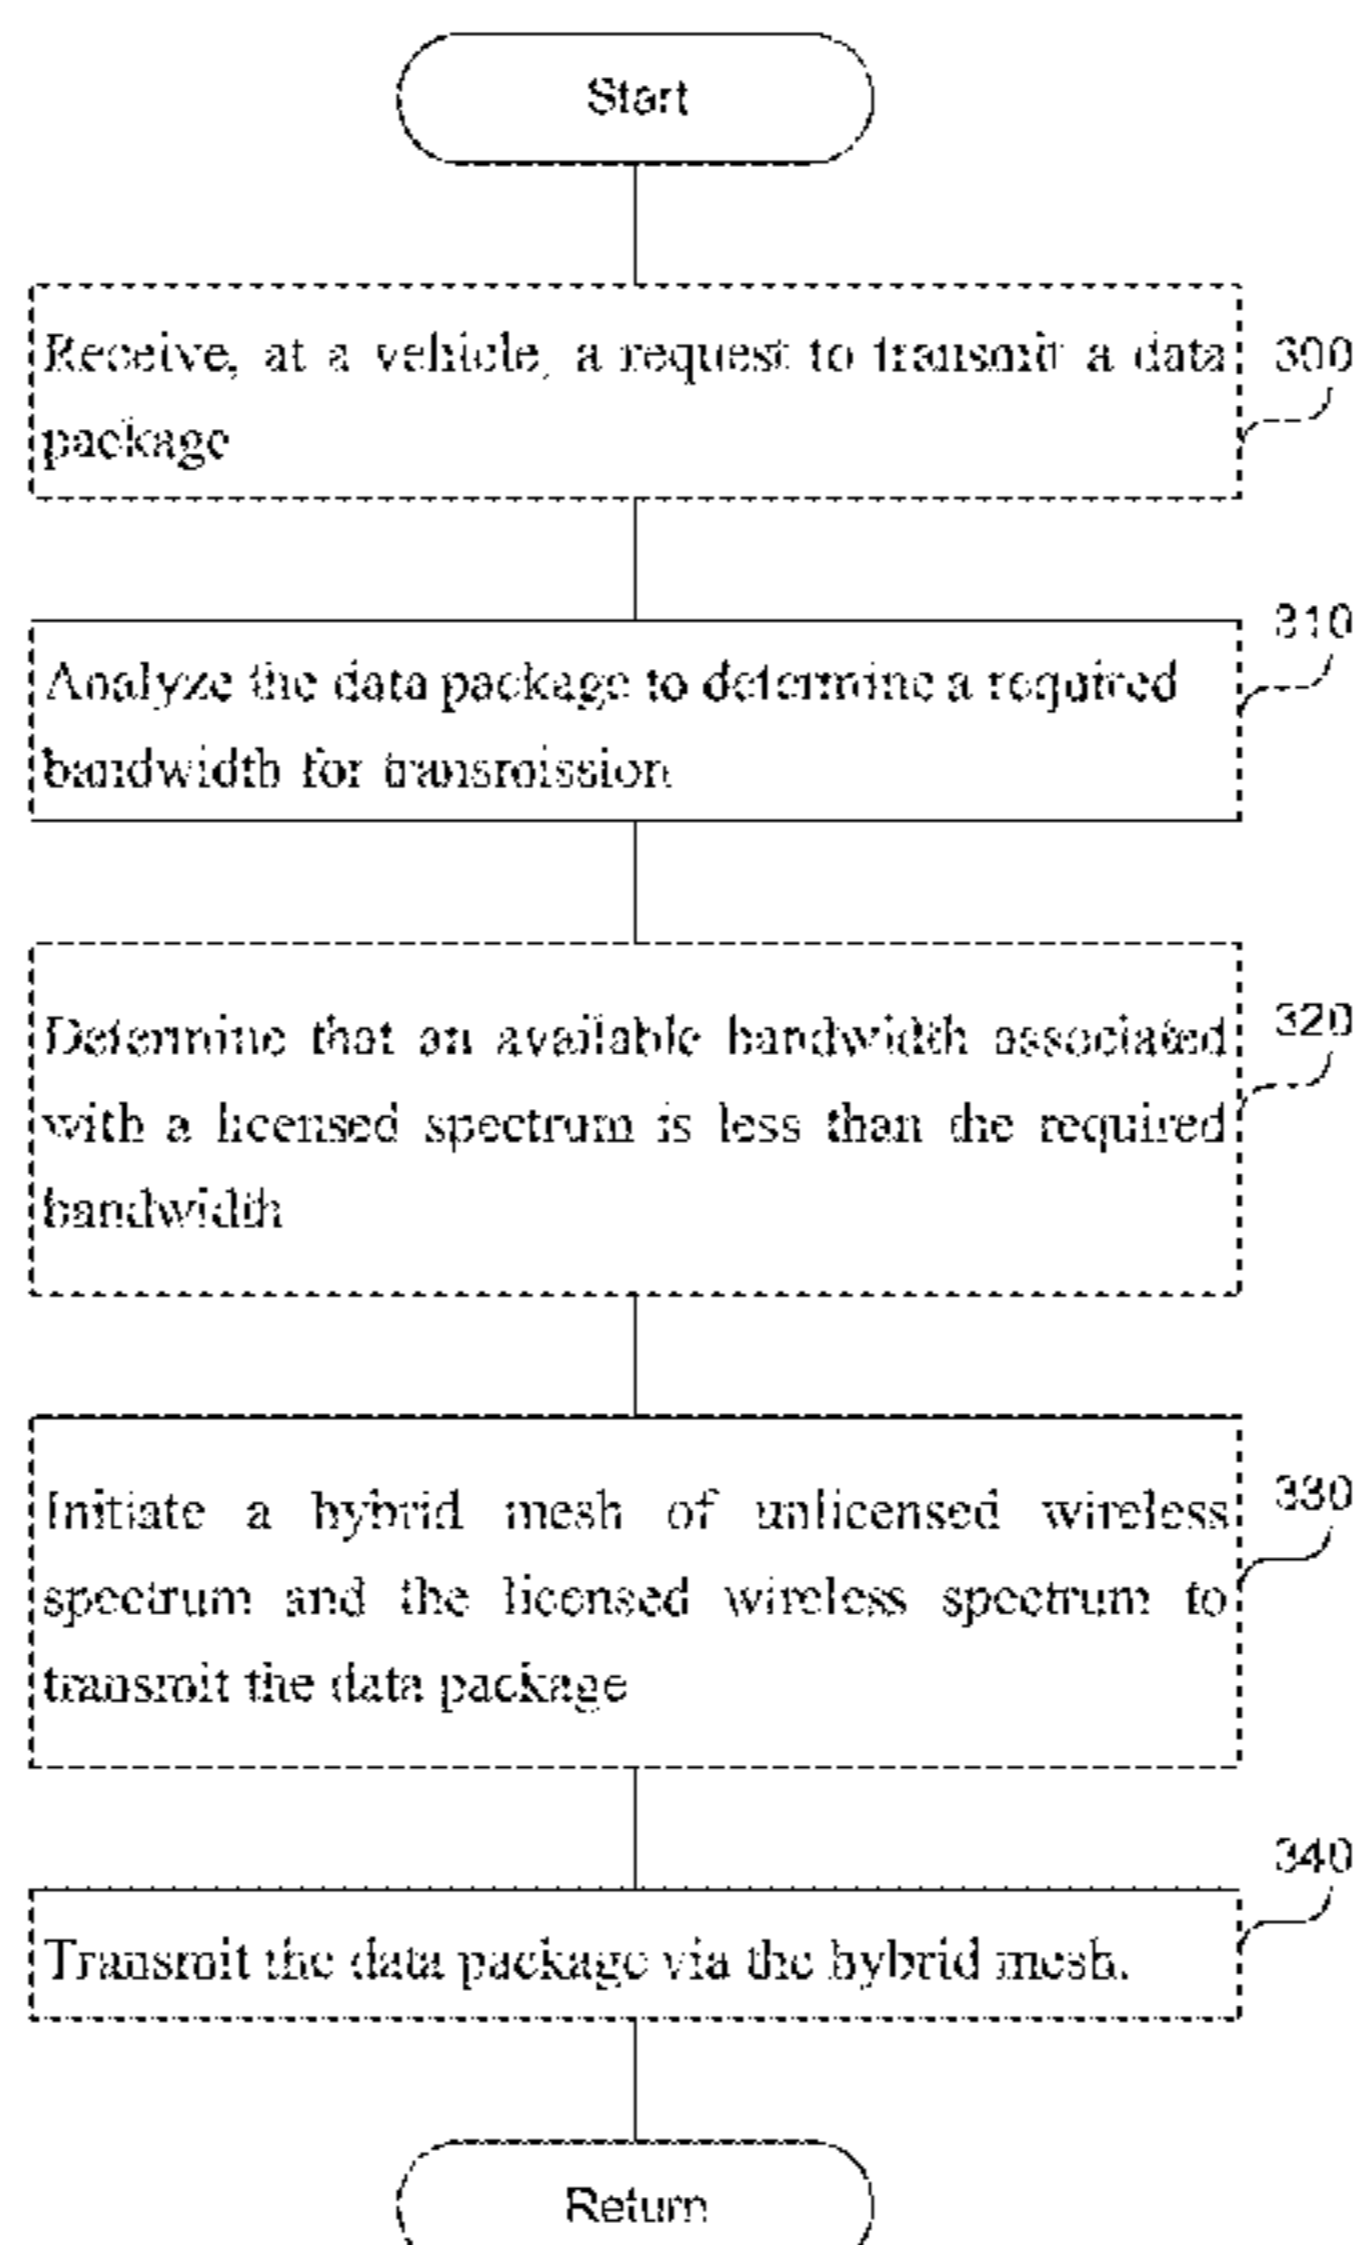 Start
Receive, at a vehicle, a request to transmit a data
package
300
310
Analyze the data package to determine a required
bandwidth for transmission
Determine that an available bandwidth associated
with a licensed spectrum is less than the required
bandwidth
320
Initiate a hybrid mesh of unlicensed wireless
spectrum and the licensed wireless spectrum to
transmit the data package
330
340
Transmit the data package via the hybrid mesh.
Return